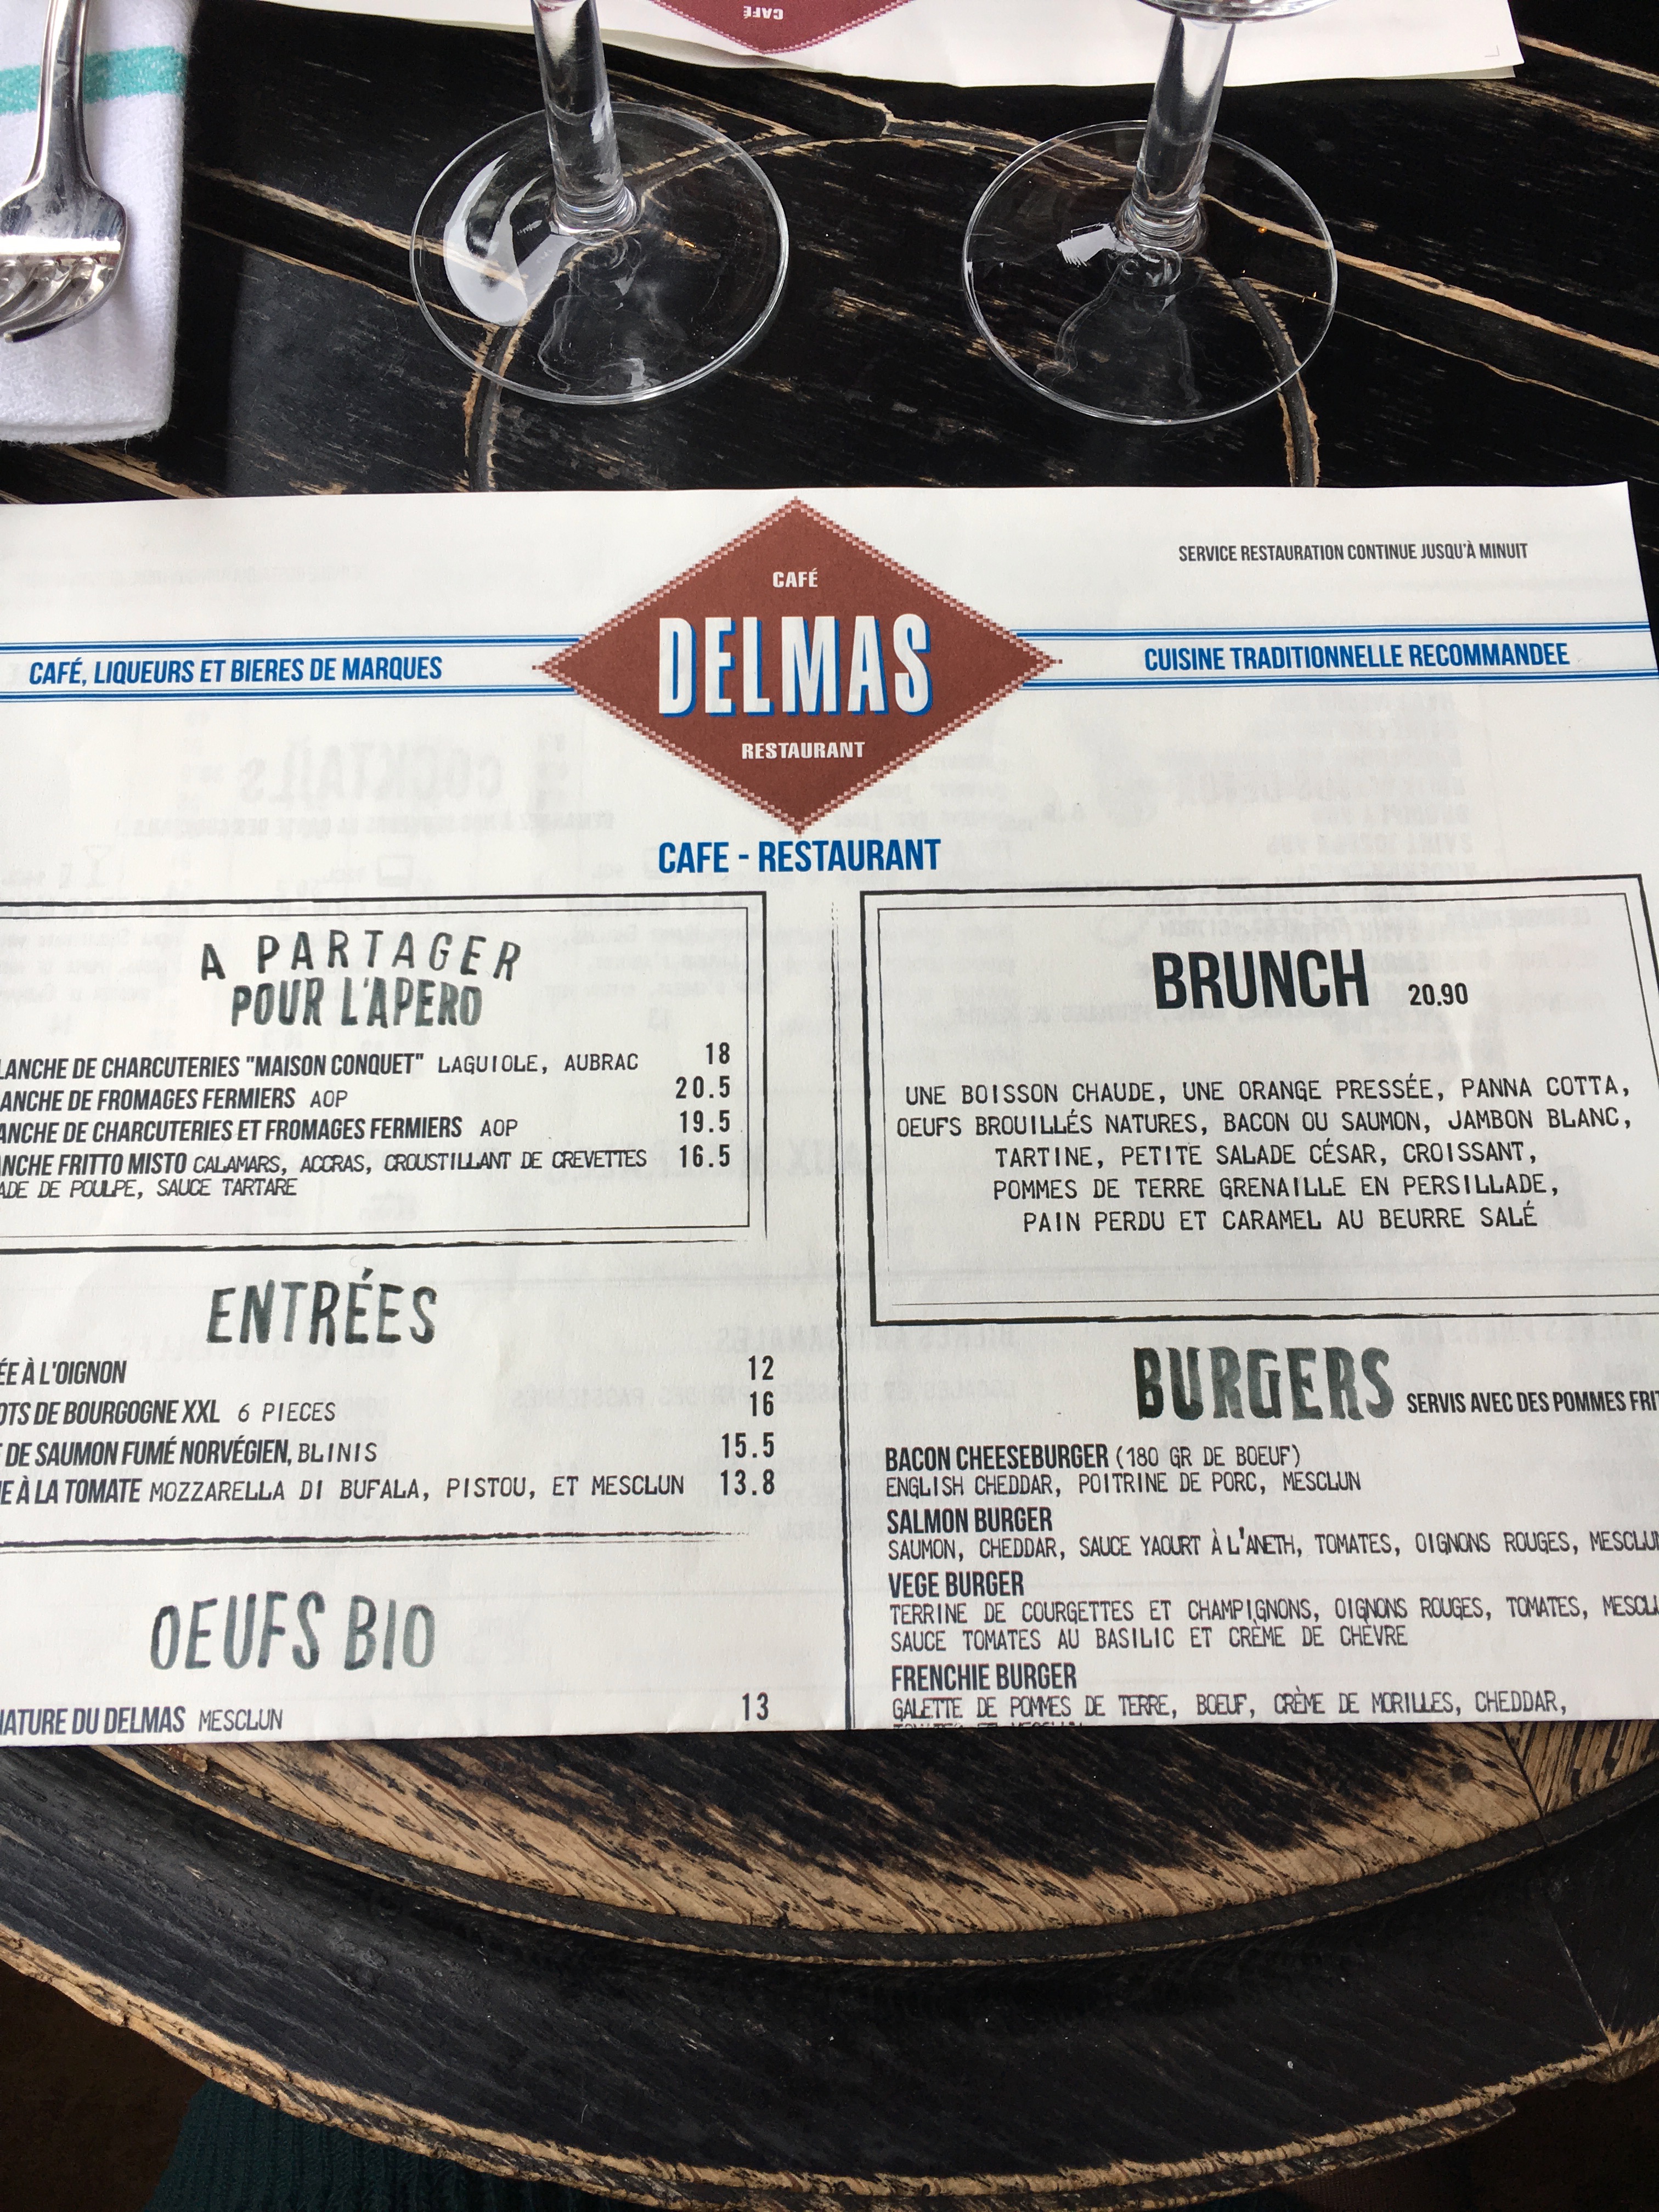 CAFÉ
SERVICE RESTAURATION CONTINUE JUSQU'À MINUIT
CAFÉ
DELMAS
RESTAURANT
CAFÉ, LIQUEURS ET BIERES DE MARQUES
CUISINE TRADITIONNELLE RECOMMANDEE
CAFE - RESTAURANT
A PARTAGER
POUR L'APERO
LANCHE DE CHARCUTERIES "MAISON CONQUET" LAGUIOLE, AUBRAC 18
ANCHE DE FROMAGES FERMIERS AOP 20.5
ANCHE DE CHARCUTERIES ET FROMAGES FERMIERS AOP 19.5
NCHE FRITTO MISTO CALAMARS, ACCRAS, CROUSTILLANT DE CREVETTES 16.5
ADE DE POULPE, SAUCE TARTARE
ENTRÉES
ÉE À L'OIGNON 12
OTS DE BOURGOGNE XXL 6 PIECES 16
DE SAUMON FUMÉ NORVÉGIEN, BLINIS 15.5
E À LA TOMATE MOZZARELLA DI BUFALA, PISTOU, ET MESCLUN 13.8
OEUFS BIO
NATURE DU DELMAS MESCLUN 13
BRUNCH 20.90
UNE BOISSON CHAUDE, UNE ORANGE PRESSÉE, PANNA COTTA,
OEUFS BROUILLÉS NATURES, BACON OU SAUMON, JAMBON BLANC,
TARTINE, PETITE SALADE CÉSAR, CROISSANT,
POMMES DE TERRE GRENAILLE EN PERSILLADE,
PAIN PERDU ET CARAMEL AU BEURRE SALÉ
BURGERS SERVIS AVEC DES POMMES FRI
BACON CHEESEBURGER (180 GR DE BOEUF)
ENGLISH CHEDDAR, POITRINE DE PORC, MESCLUN
SALMON BURGER
SAUMON, CHEDDAR, SAUCE YAOURT À L'ANETH, TOMATES, OIGNONS ROUGES, MESCLU
VEGE BURGER
TERRINE DE COURGETTES ET CHAMPIGNONS, OIGNONS ROUGES, TOMATES, MESCL
SAUCE TOMATES AU BASILIC ET CRÈME DE CHÈVRE
FRENCHIE BURGER
GALETTE DE POMMES DE TERRE, BOEUF, CRÈME DE MORILLES, CHEDDAR,